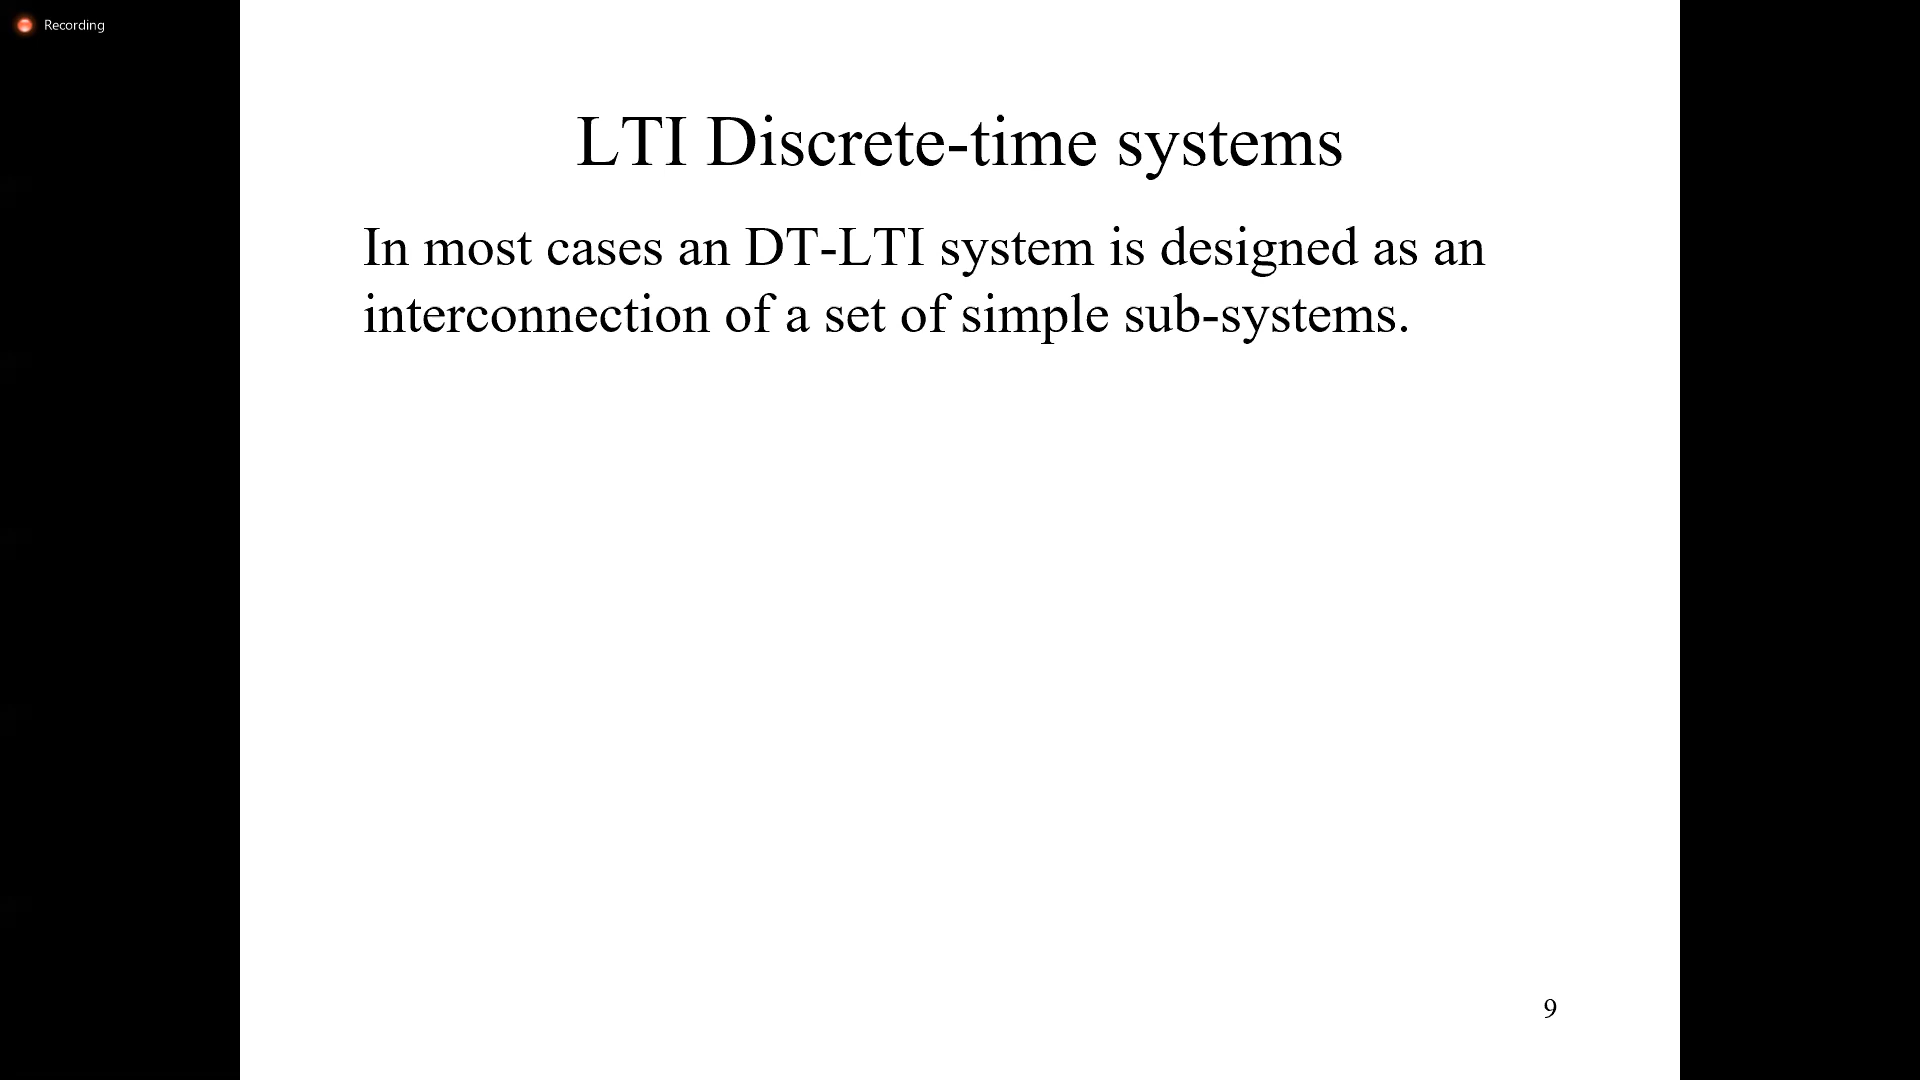 Recording
LTI Discrete-time systems
In most cases an DT-LTI system is designed as an
interconnection of a set of simple sub-systems.
9